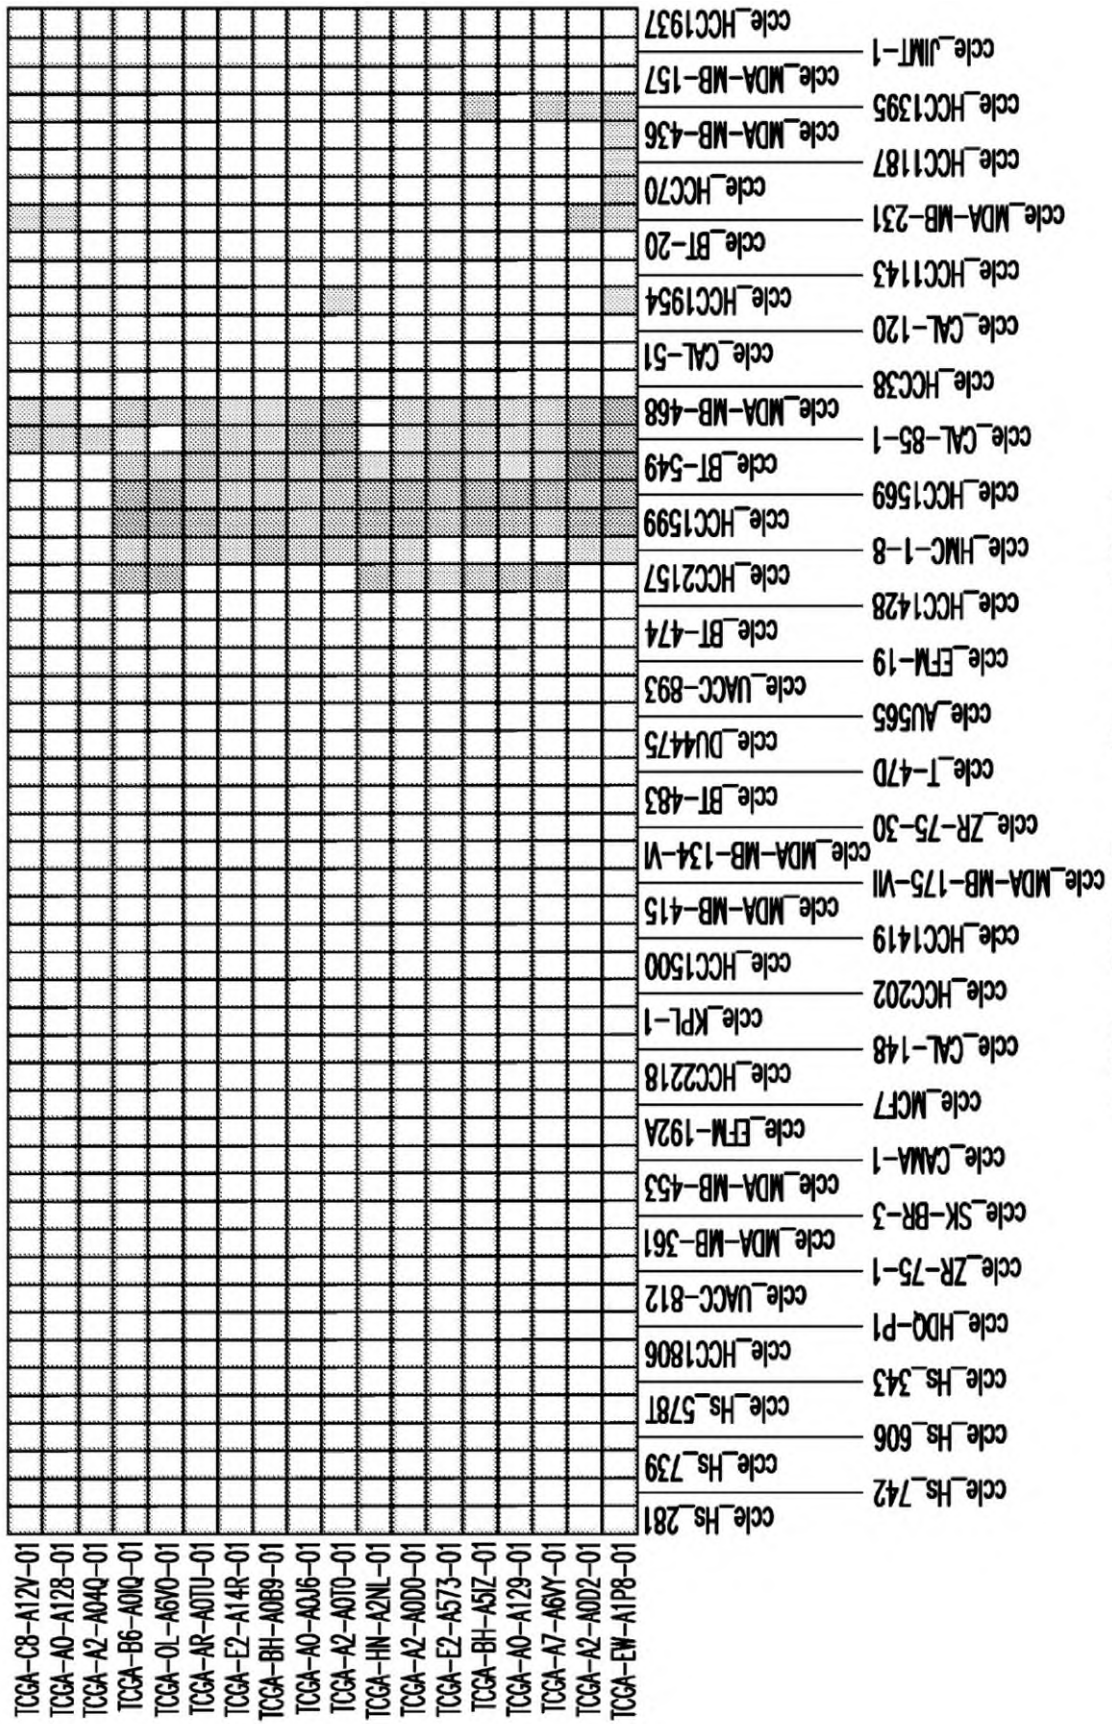 ccle_HCC1937
ccle_JIMT-1
ccle_MDA-MB-157
ccle_HCC1395
ccle_MDA-MB-436
ccle_HCC1187
ccle_HCC70
ccle_MDA-MB-231
ccle_BT-20
ccle_HCC1143
ccle_HCC1954
ccle_CAL-120
ccle_CAL-51
ccle_HCC38
ccle_MDA-MB-468
ccle_CAL-85-1
ccle_BT-549
ccle_HCC1569
ccle_HCC1599
ccle_HMC-1-8
ccle_HCC2157
ccle_HCC1428
ccle_BT-474
ccle_EFM-19
ccle_UACC-893
ccle_AU565
ccle_DU4475
ccle_T-47D
ccle_BT-483
ccle_ZR-75-30
ccle_MDA-MB-134-VI
ccle_MDA-MB-175-VII
ccle_MDA-MB-415
ccle_HCC1419
ccle_HCC1500
ccle_HCC202
ccle_KPL-1
ccle_CAL-148
ccle_HCC2218
ccle_MCF7
ccle_EFM-192A
ccle_CAMA-1
ccle_MDA-MB-453
ccle_SK-BR-3
ccle_MDA-MB-361
ccle_ZR-75-1
ccle_UACC-812
ccle_HDQ-P1
ccle_HCC1806
ccle_Hs_343
ccle_Hs_578T
ccle_Hs_606
ccle_Hs_739
ccle_Hs_742
ccle_Hs_281
TCGA-C8-A12V-01
TCGA-A0-A128-01
TCGA-A2-A04Q-01
TCGA-B6-A0IQ-01
TCGA-OL-A6VO-01
TCGA-AR-A0TU-01
TCGA-E2-A14R-01
TCGA-BH-A0B9-01
TCGA-A0-A0J6-01
TCGA-A2-A0T0-01
TCGA-HN-A2NL-01
TCGA-A2-A0D0-01
TCGA-E2-A573-01
TCGA-BH-A5IZ-01
TCGA-A0-A129-01
TCGA-A7-A6VY-01
TCGA-A2-A0D2-01
TCGA-EW-A1P8-01